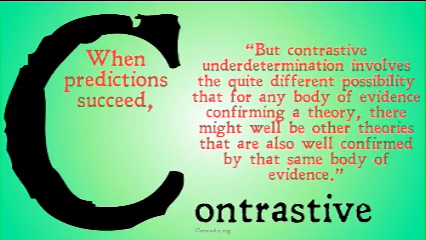 When
predictions
succeed,
"But contrastive
underdetermination involves
the quite different possibility
that for any body of evidence
confirming a theory, there
might well be other theories
that are also well confirmed
by that same body of
evidence."
Contrastive